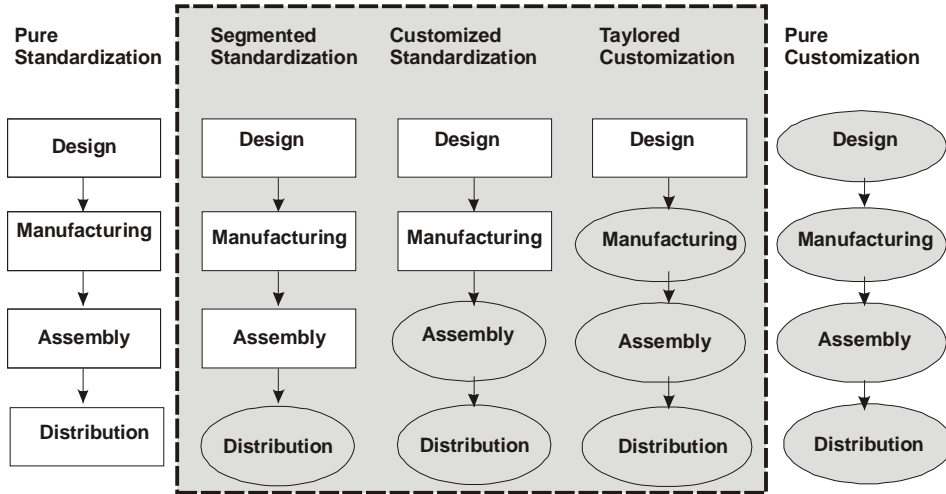 Pure
Standardization
Segmented
Standardization
Customized
Standardization
Taylored
Customization
Pure
Customization
Design
Design
Design
Design
Design
Manufacturing
Manufacturing
Manufacturing
Manufacturing
Manufacturing
Assembly
Assembly
Assembly
Assembly
Assembly
Distribution
Distribution
Distribution
Distribution
Distribution